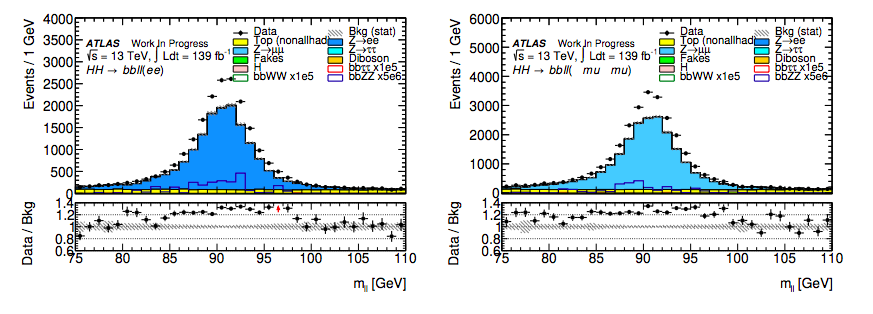 Events / 1 GeV
4000
3500
3000
2500
2000
1500
1000
500
0
ATLAS Work In Progress
√s = 13 TeV, ∫ Ldt = 139 fb⁻¹
HH → bbll(ee)
Data
Bkg (stat)
Top (nonallhad)
Z→ee
Z→μμ
Z→ττ
Fakes
Diboson
H
bbττ x1e5
bbWW x1e5
bbZZ x5e6
Data / Bkg
1.4
1.2
1
0.8
0.6
75 80 85 90 95 100 105 110
mll [GeV]
Events / 1 GeV
6000
5000
4000
3000
2000
1000
0
ATLAS Work In Progress
√s = 13 TeV, ∫ Ldt = 139 fb⁻¹
HH → bbll( mu mu)
Data
Bkg (stat)
Top (nonallhad)
Z→ee
Z→μμ
Z→ττ
Fakes
Diboson
H
bbττ x1e5
bbWW x1e5
bbZZ x5e6
Data / Bkg
1.4
1.2
1
0.8
0.6
75 80 85 90 95 100 105 110
mll [GeV]